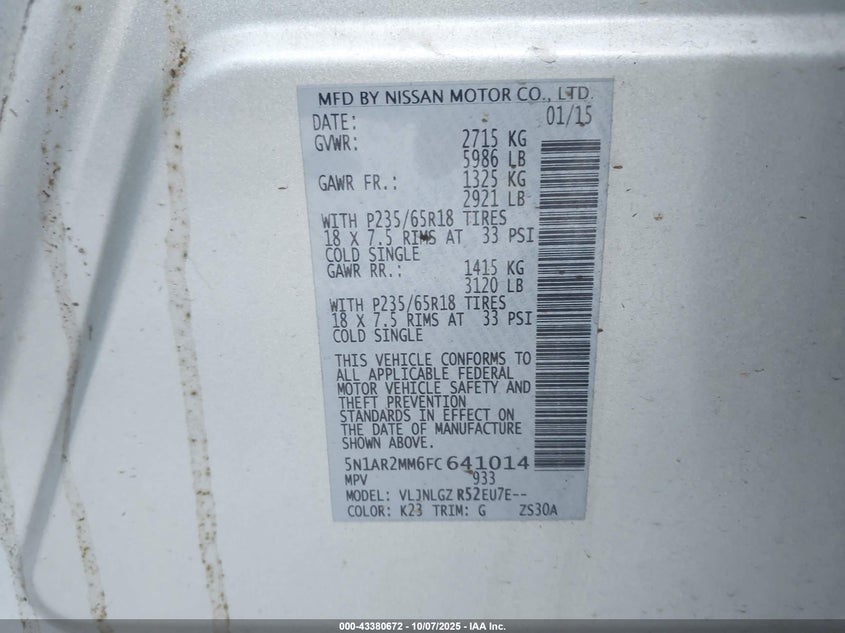 MFD BY NISSAN MOTOR CO., LTD.
DATE: 01/15
GVWR: 2715 KG
5986 LB
GAWR FR.: 1325 KG
2921 LB
WITH P235/65R18 TIRES
18 X 7.5 RIMS AT 33 PSI
COLD SINGLE
GAWR RR.: 1415 KG
3120 LB
WITH P235/65R18 TIRES
18 X 7.5 RIMS AT 33 PSI
COLD SINGLE
THIS VEHICLE CONFORMS TO
ALL APPLICABLE FEDERAL
MOTOR VEHICLE SAFETY AND
THEFT PREVENTION
STANDARDS IN EFFECT ON
THE DATE OF MANUFACTURE
SHOWN ABOVE.
5N1AR2MM6FC641014
MPV 933
MODEL: VLJNLGZ R52EU7E--
COLOR: K23 TRIM: G ZS30A
000-43380672 - 10/07/2025 - IAA Inc.